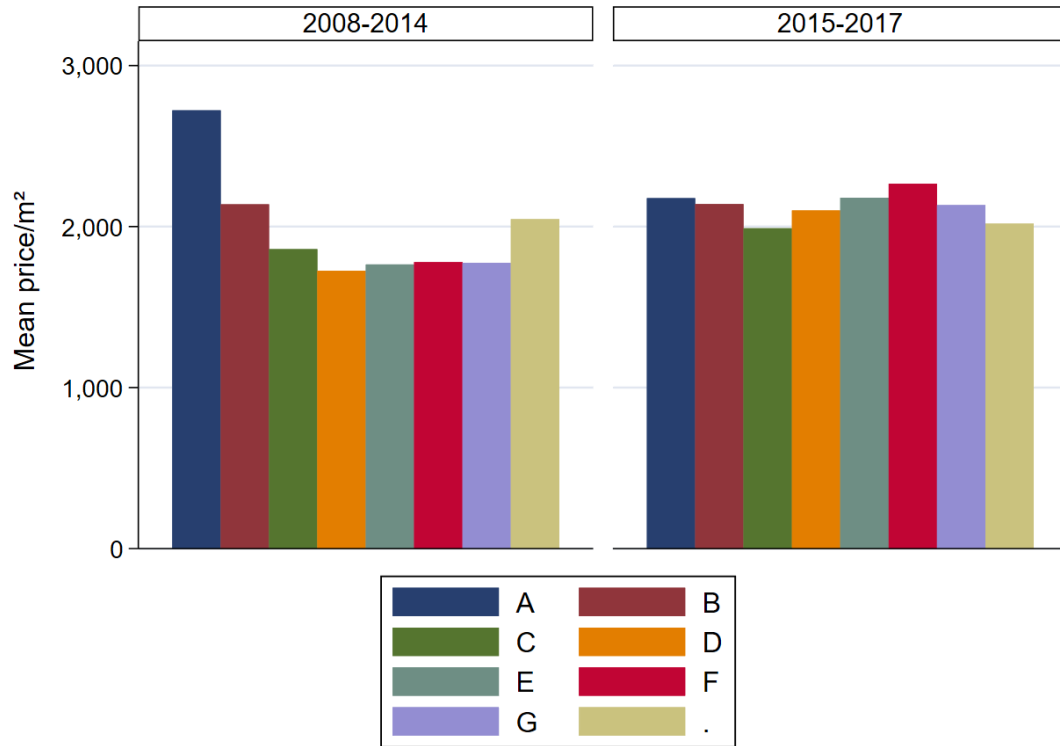 2008-2014 2015-2017
3,000
2,000
1,000
0
Mean price/m²
A B
C D
E F
G .